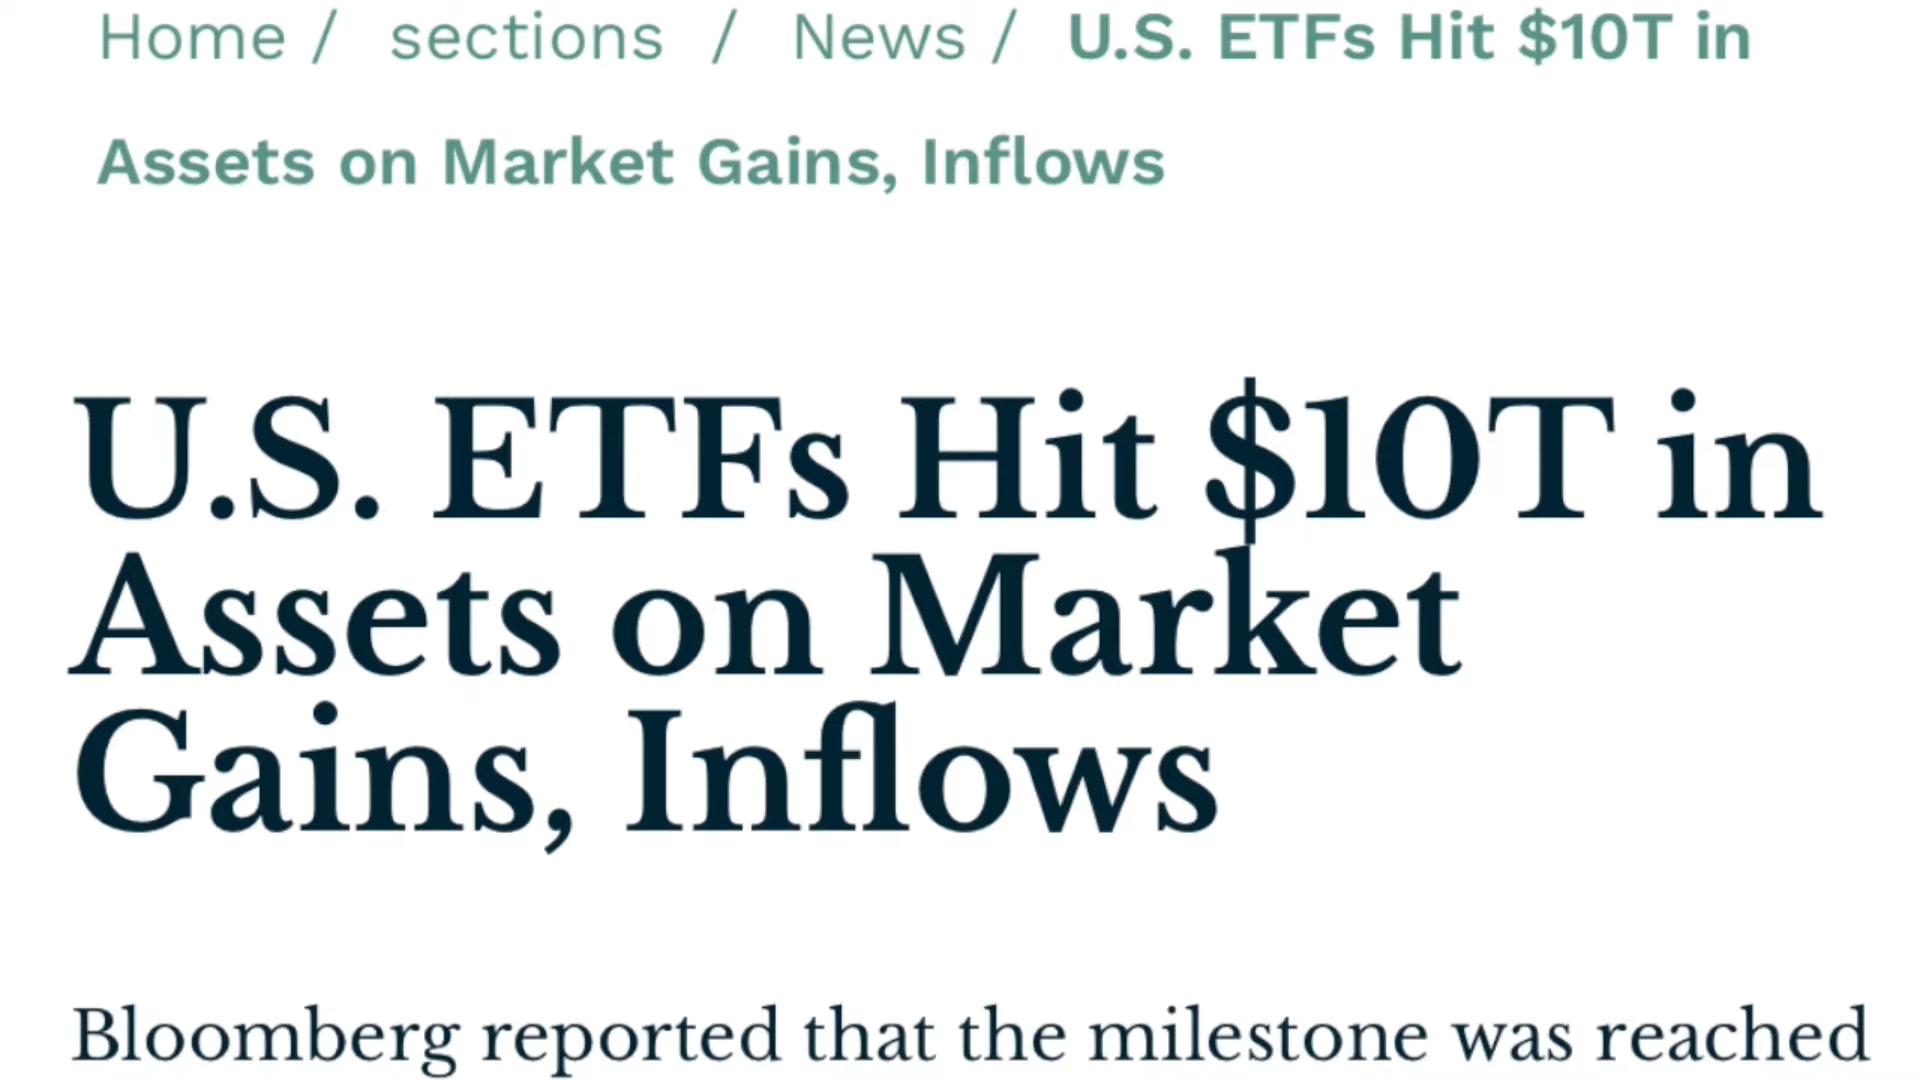 Home / sections / News / U.S. ETFs Hit $10T in
Assets on Market Gains, Inflows
U.S. ETFs Hit $10T in
Assets on Market
Gains, Inflows
Bloomberg reported that the milestone was reached